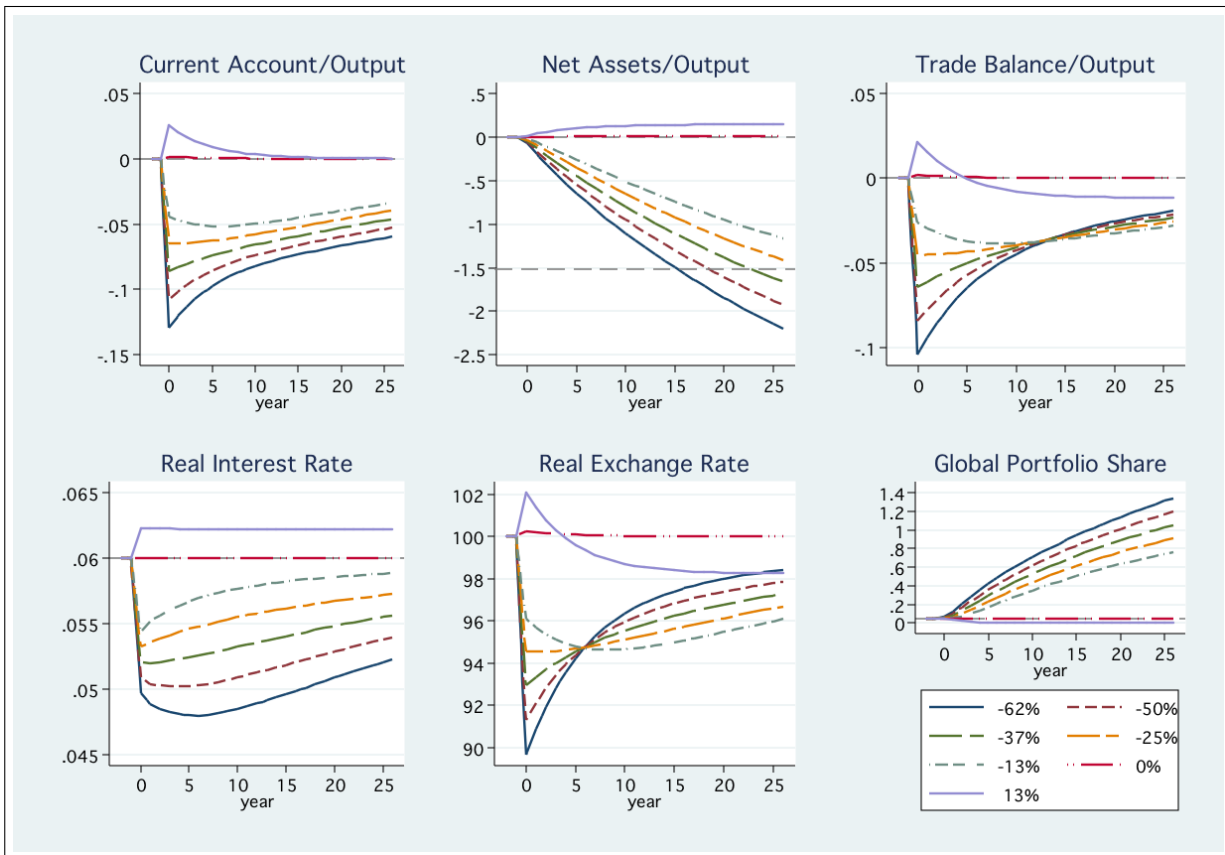 Current Account/Output
.05
0
-.05
-.1
-.15
0 5 10 15 20 25
year
Net Assets/Output
.5
0
-.5
-1
-1.5
-2
-2.5
0 5 10 15 20 25
year
Trade Balance/Output
.05
0
-.05
-.1
0 5 10 15 20 25
year
Real Interest Rate
.065
.06
.055
.05
.045
0 5 10 15 20 25
year
Real Exchange Rate
102
100
98
96
94
92
90
0 5 10 15 20 25
year
Global Portfolio Share
1.4
1.2
1
.8
.6
.4
.2
0
0 5 10 15 20 25
year
-62% -50%
-37% -25%
-13% 0%
13%